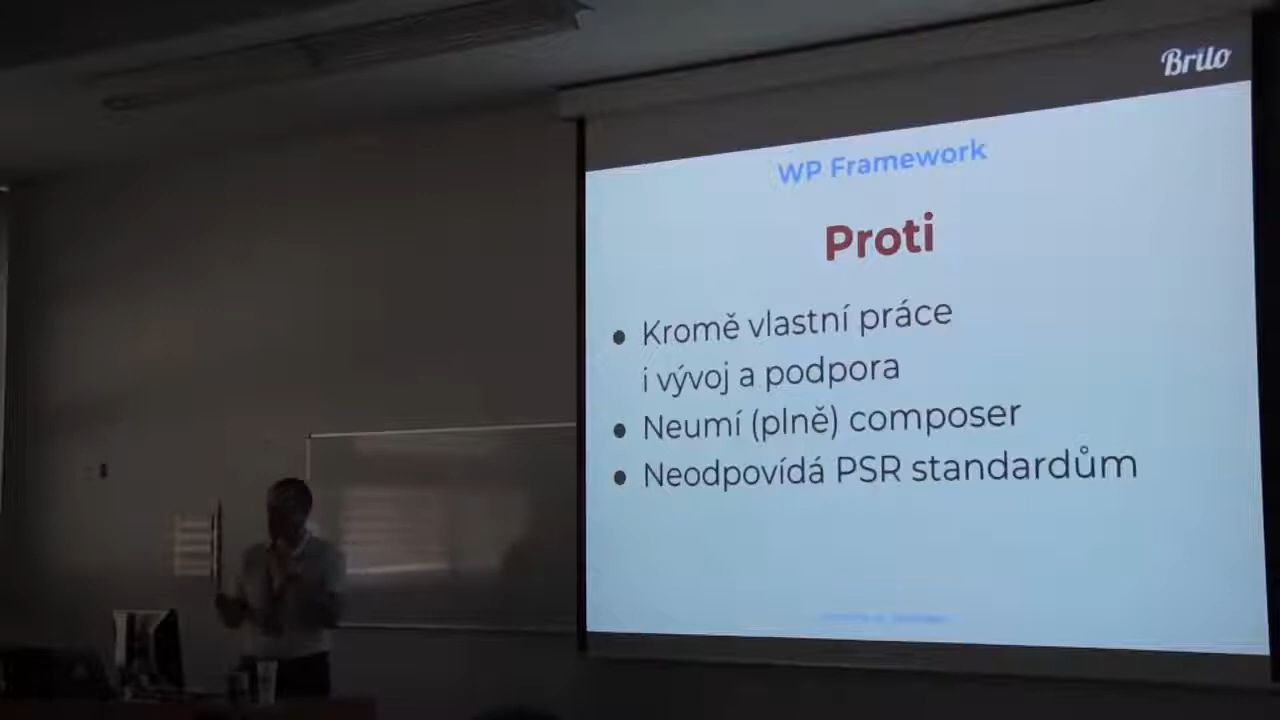 Brilo
WP Framework
Proti
● Kromě vlastní práce
i vývoj a podpora
● Neumí (plně) composer
● Neodpovídá PSR standardům